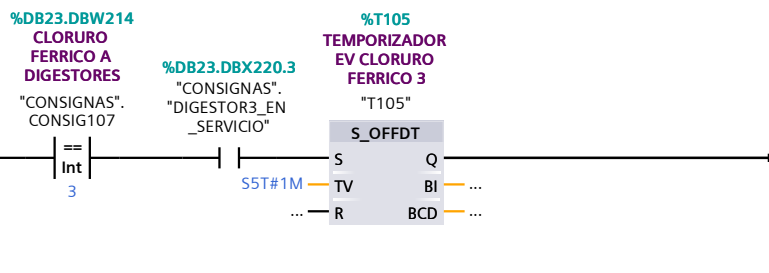 %DB23.DBW214
CLORURO
FERRICO A
DIGESTORES
"CONSIGNAS".
CONSIG107
==
Int
3
%DB23.DBX220.3
"CONSIGNAS".
"DIGESTOR3_EN
_SERVICIO"
%T105
TEMPORIZADOR
EV CLORURO
FERRICO 3
"T105"
S_OFFDT
S Q
S5T#1M TV BI ...
... R BCD ...